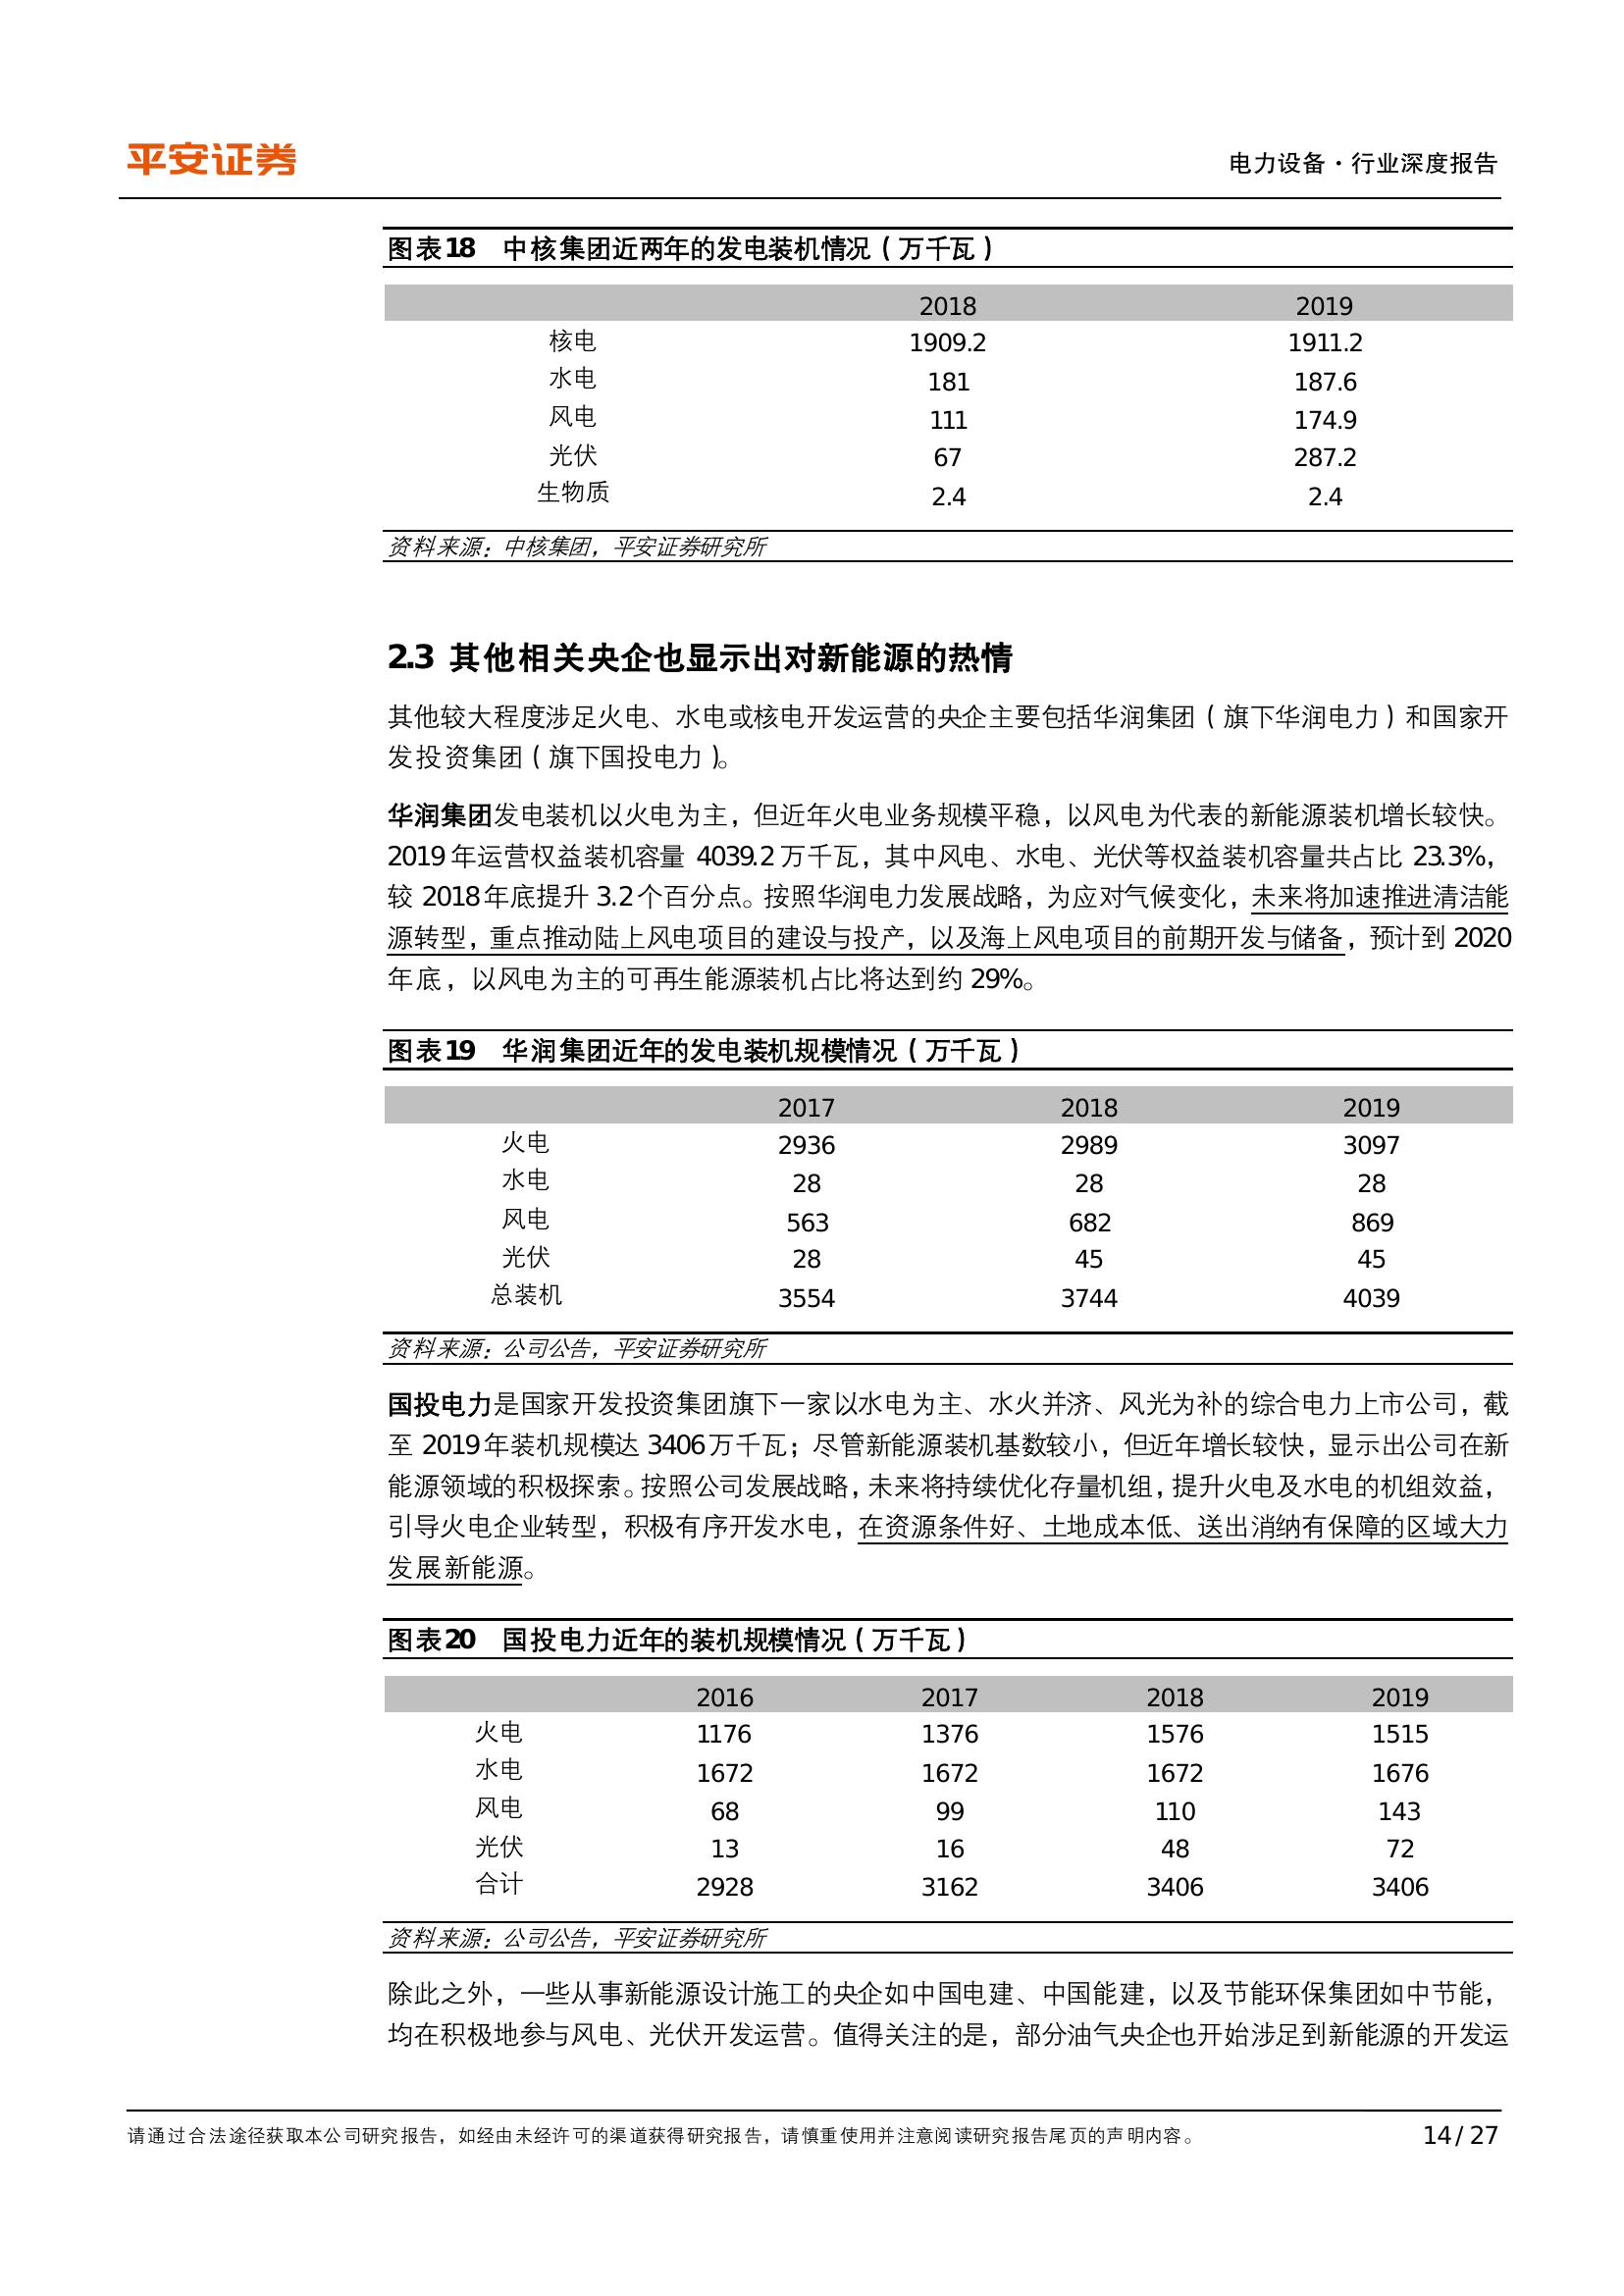 平安证券
电力设备·行业深度报告
图表18 中核集团近两年的发电装机情况（万千瓦）
2018 2019
核电 1909.2 1911.2
水电 181 187.6
风电 111 174.9
光伏 67 287.2
生物质 2.4 2.4
资料来源：中核集团，平安证券研究所
2.3 其他相关央企也显示出对新能源的热情
其他较大程度涉足火电、水电或核电开发运营的央企主要包括华润集团（旗下华润电力）和国家开
发投资集团（旗下国投电力）。
华润集团发电装机以火电为主，但近年火电业务规模平稳，以风电为代表的新能源装机增长较快。
2019年运营权益装机容量 4039.2万千瓦，其中风电、水电、光伏等权益装机容量共占比 23.3%，
较 2018年底提升 3.2个百分点。按照华润电力发展战略，为应对气候变化，未来将加速推进清洁能
源转型，重点推动陆上风电项目的建设与投产，以及海上风电项目的前期开发与储备，预计到 2020
年底，以风电为主的可再生能源装机占比将达到约 29%。
图表19 华润集团近年的发电装机规模情况（万千瓦）
2017 2018 2019
火电 2936 2989 3097
水电 28 28 28
风电 563 682 869
光伏 28 45 45
总装机 3554 3744 4039
资料来源：公司公告，平安证券研究所
国投电力是国家开发投资集团旗下一家以水电为主、水火并济、风光为补的综合电力上市公司，截
至 2019年装机规模达 3406万千瓦；尽管新能源装机基数较小，但近年增长较快，显示出公司在新
能源领域的积极探索。按照公司发展战略，未来将持续优化存量机组，提升火电及水电的机组效益，
引导火电企业转型，积极有序开发水电，在资源条件好、土地成本低、送出消纳有保障的区域大力
发展新能源。
图表20 国投电力近年的装机规模情况（万千瓦）
2016 2017 2018 2019
火电 1176 1376 1576 1515
水电 1672 1672 1672 1676
风电 68 99 110 143
光伏 13 16 48 72
合计 2928 3162 3406 3406
资料来源：公司公告，平安证券研究所
除此之外，一些从事新能源设计施工的央企如中国电建、中国能建，以及节能环保集团如中节能，
均在积极地参与风电、光伏开发运营。值得关注的是，部分油气央企也开始涉足到新能源的开发运
请通过合法途径获取本公司研究报告，如经由未经许可的渠道获得研究报告，请慎重使用并注意阅读研究报告尾页的声明内容。
14 / 27